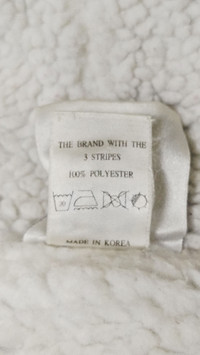 THE BRAND WITH THE
3 STRIPES
100% POLYESTER
MADE IN KOREA